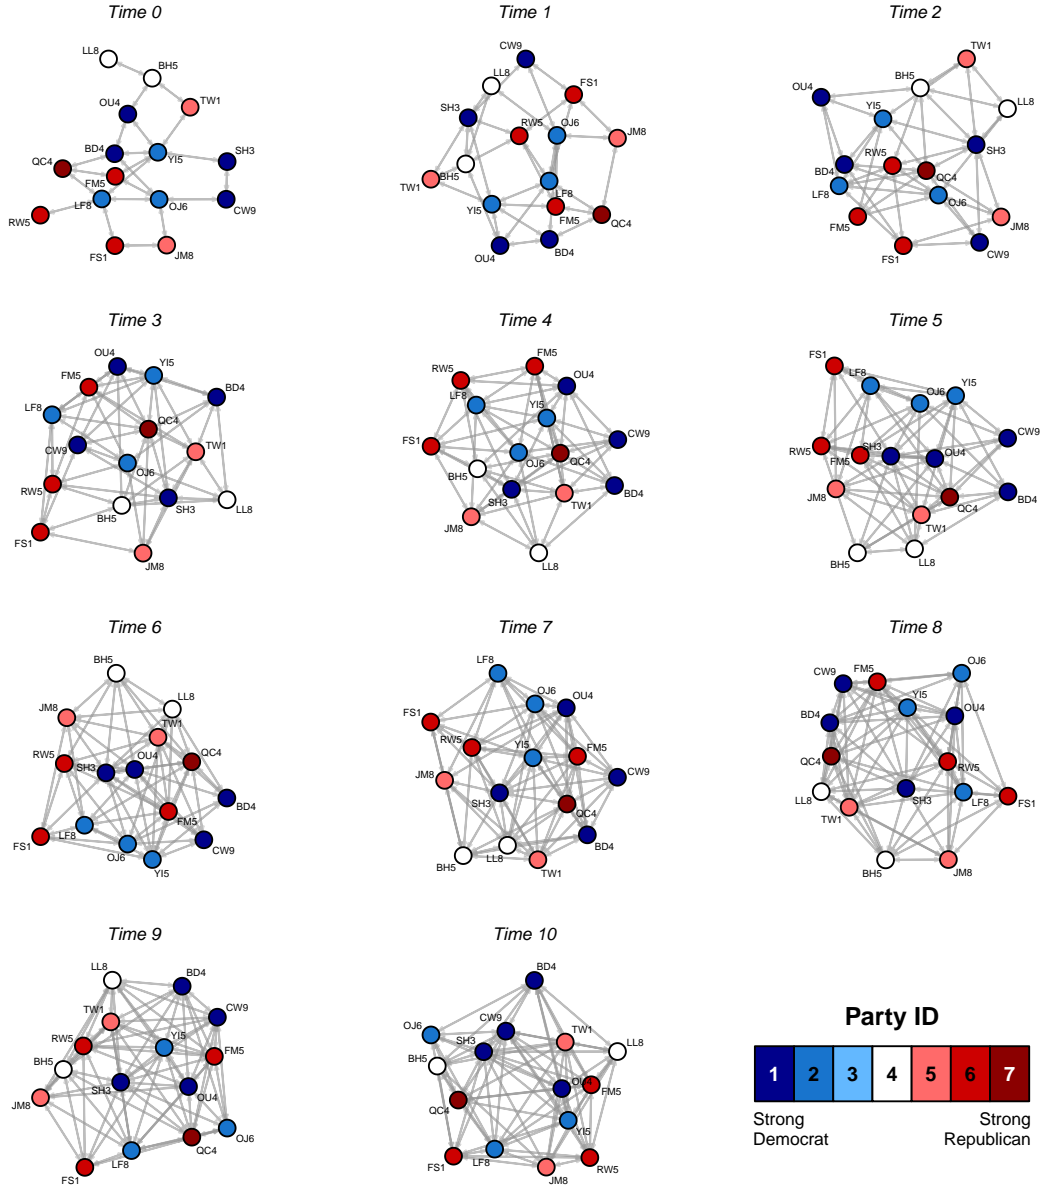 Time 0
LL8
BH5
OU4
TW1
BD4
YI5
SH3
QC4
FM5
LF8
OJ6
CW9
RW5
FS1
JM8
Time 1
CW9
LL8
FS1
SH3
RW5
OJ6
JM8
BH5
TW1
LF8
YI5
FM5
QC4
OU4
BD4
Time 2
TW1
BH5
OU4
LL8
YI5
SH3
RW5
BD4
QC4
LF8
OJ6
FM5
JM8
FS1
CW9
Time 3
OU4
YI5
FM5
BD4
LF8
QC4
CW9
TW1
OJ6
RW5
BH5
SH3
LL8
FS1
JM8
Time 4
FM5
RW5
OU4
LF8
YI5
CW9
FS1
OJ6
QC4
BH5
BD4
SH3
TW1
JM8
LL8
Time 5
FS1
LF8
OJ6
YI5
CW9
RW5
SH3
FM5
OU4
JM8
BD4
QC4
TW1
BH5
LL8
Time 6
BH5
LL8
JM8
TW1
RW5
OU4
QC4
SH3
BD4
FM5
LF8
FS1
OJ6
CW9
YI5
Time 7
LF8
OJ6
OU4
FS1
RW5
YI5
FM5
JM8
CW9
SH3
QC4
BD4
LL8
BH5
TW1
Time 8
OJ6
CW9
FM5
YI5
BD4
OU4
QC4
RW5
LL8
SH3
LF8
FS1
TW1
BH5
JM8
Time 9
LL8
BD4
TW1
CW9
RW5
YI5
FM5
BH5
SH3
OU4
JM8
OJ6
QC4
LF8
FS1
Time 10
BD4
OJ6
CW9
TW1
SH3
LL8
BH5
OU4
FM5
QC4
YI5
FS1
LF8
RW5
JM8
Party ID
1 2 3 4 5 6 7
Strong Democrat
Strong Republican